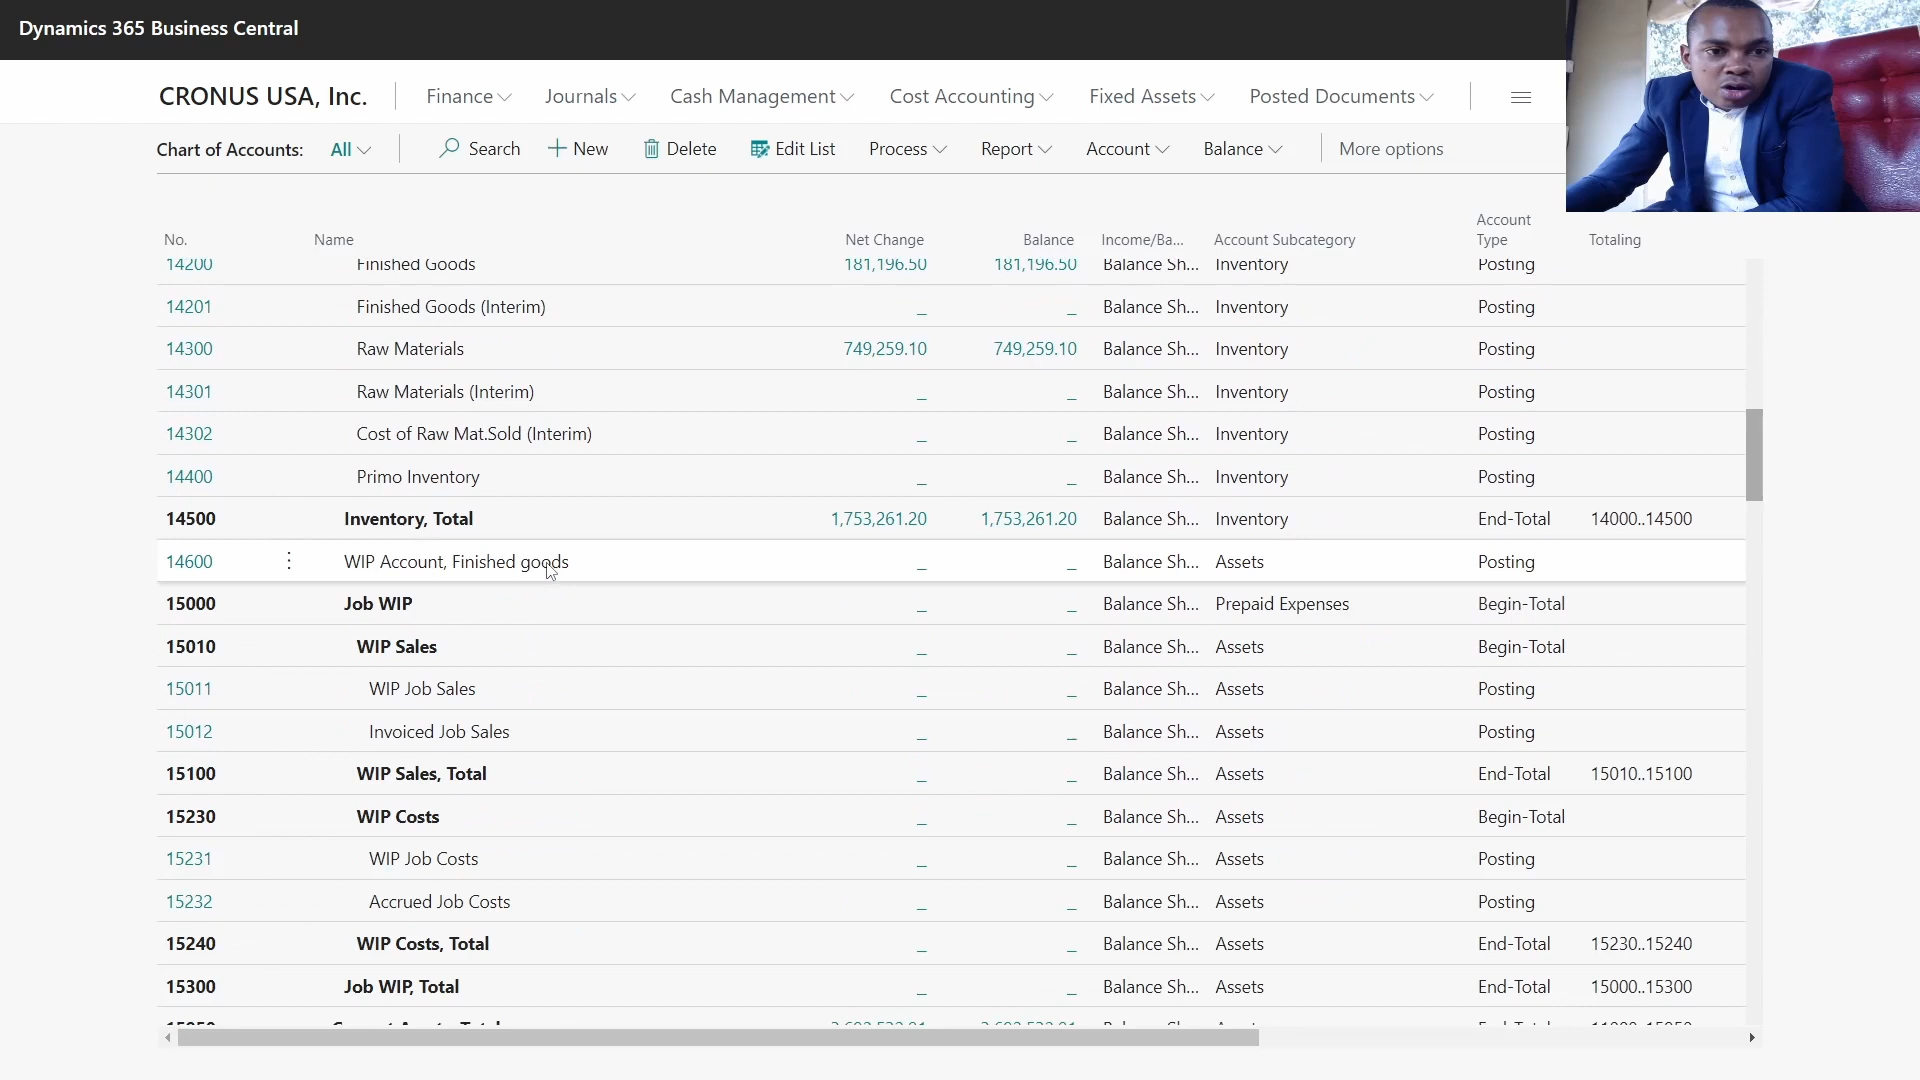 Dynamics 365 Business Central
CRONUS USA, Inc. Finance Journals Cash Management Cost Accounting Fixed Assets Posted Documents
Chart of Accounts: All Search New Delete Edit List Process Report Account Balance More options
No. Name Net Change Balance Income/Ba... Account Subcategory Account Type Totaling
14200 Finished Goods 181,196.50 181,196.50 Balance Sh... Inventory Posting
14201 Finished Goods (Interim) _ _ Balance Sh... Inventory Posting
14300 Raw Materials 749,259.10 749,259.10 Balance Sh... Inventory Posting
14301 Raw Materials (Interim) _ _ Balance Sh... Inventory Posting
14302 Cost of Raw Mat.Sold (Interim) _ _ Balance Sh... Inventory Posting
14400 Primo Inventory _ _ Balance Sh... Inventory Posting
14500 Inventory, Total 1,753,261.20 1,753,261.20 Balance Sh... Inventory End-Total 14000..14500
14600 WIP Account, Finished goods _ _ Balance Sh... Assets Posting
15000 Job WIP _ _ Balance Sh... Prepaid Expenses Begin-Total
15010 WIP Sales _ _ Balance Sh... Assets Begin-Total
15011 WIP Job Sales _ _ Balance Sh... Assets Posting
15012 Invoiced Job Sales _ _ Balance Sh... Assets Posting
15100 WIP Sales, Total _ _ Balance Sh... Assets End-Total 15010..15100
15230 WIP Costs _ _ Balance Sh... Assets Begin-Total
15231 WIP Job Costs _ _ Balance Sh... Assets Posting
15232 Accrued Job Costs _ _ Balance Sh... Assets Posting
15240 WIP Costs, Total _ _ Balance Sh... Assets End-Total 15230..15240
15300 Job WIP, Total _ _ Balance Sh... Assets End-Total 15000..15300